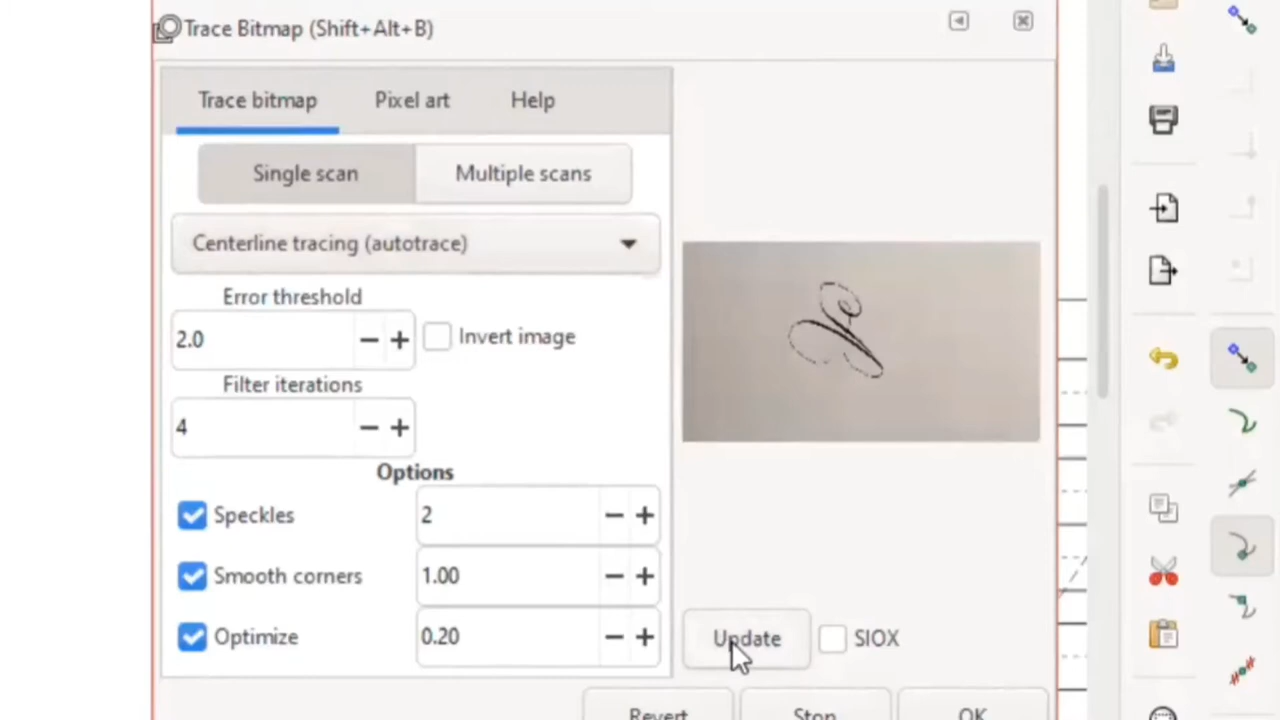 Trace Bitmap (Shift+Alt+B)
Trace bitmap Pixel art Help
Single scan Multiple scans
Centerline tracing (autotrace)
Error threshold
2.0 − + Invert image
Filter iterations
4 − +
Options
Speckles 2 − +
Smooth corners 1.00 − +
Optimize 0.20 − +
Update SIOX
Revert Stop OK